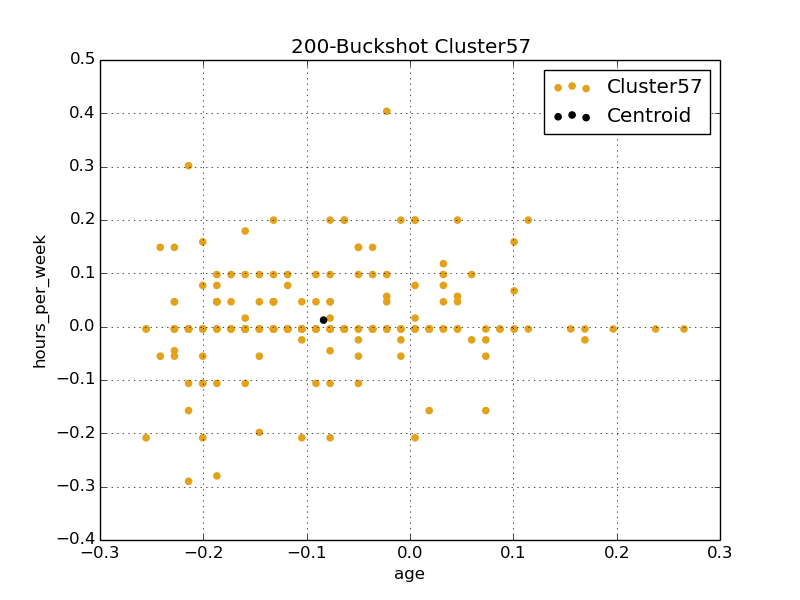 200-Buckshot Cluster57
Cluster57
Centroid
0.5
0.4
0.3
0.2
0.1
0.0
−0.1
−0.2
−0.3
−0.4
hours_per_week
−0.3 −0.2 −0.1 0.0 0.1 0.2 0.3
age